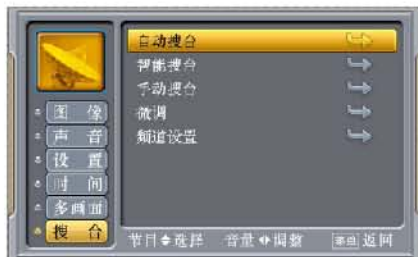 自动搜台
智能搜台
手动搜台
微调
频道设置
图 像
声 音
设 置
时 间
多画面
搜 台
节目选择 音量调整 菜单 返回